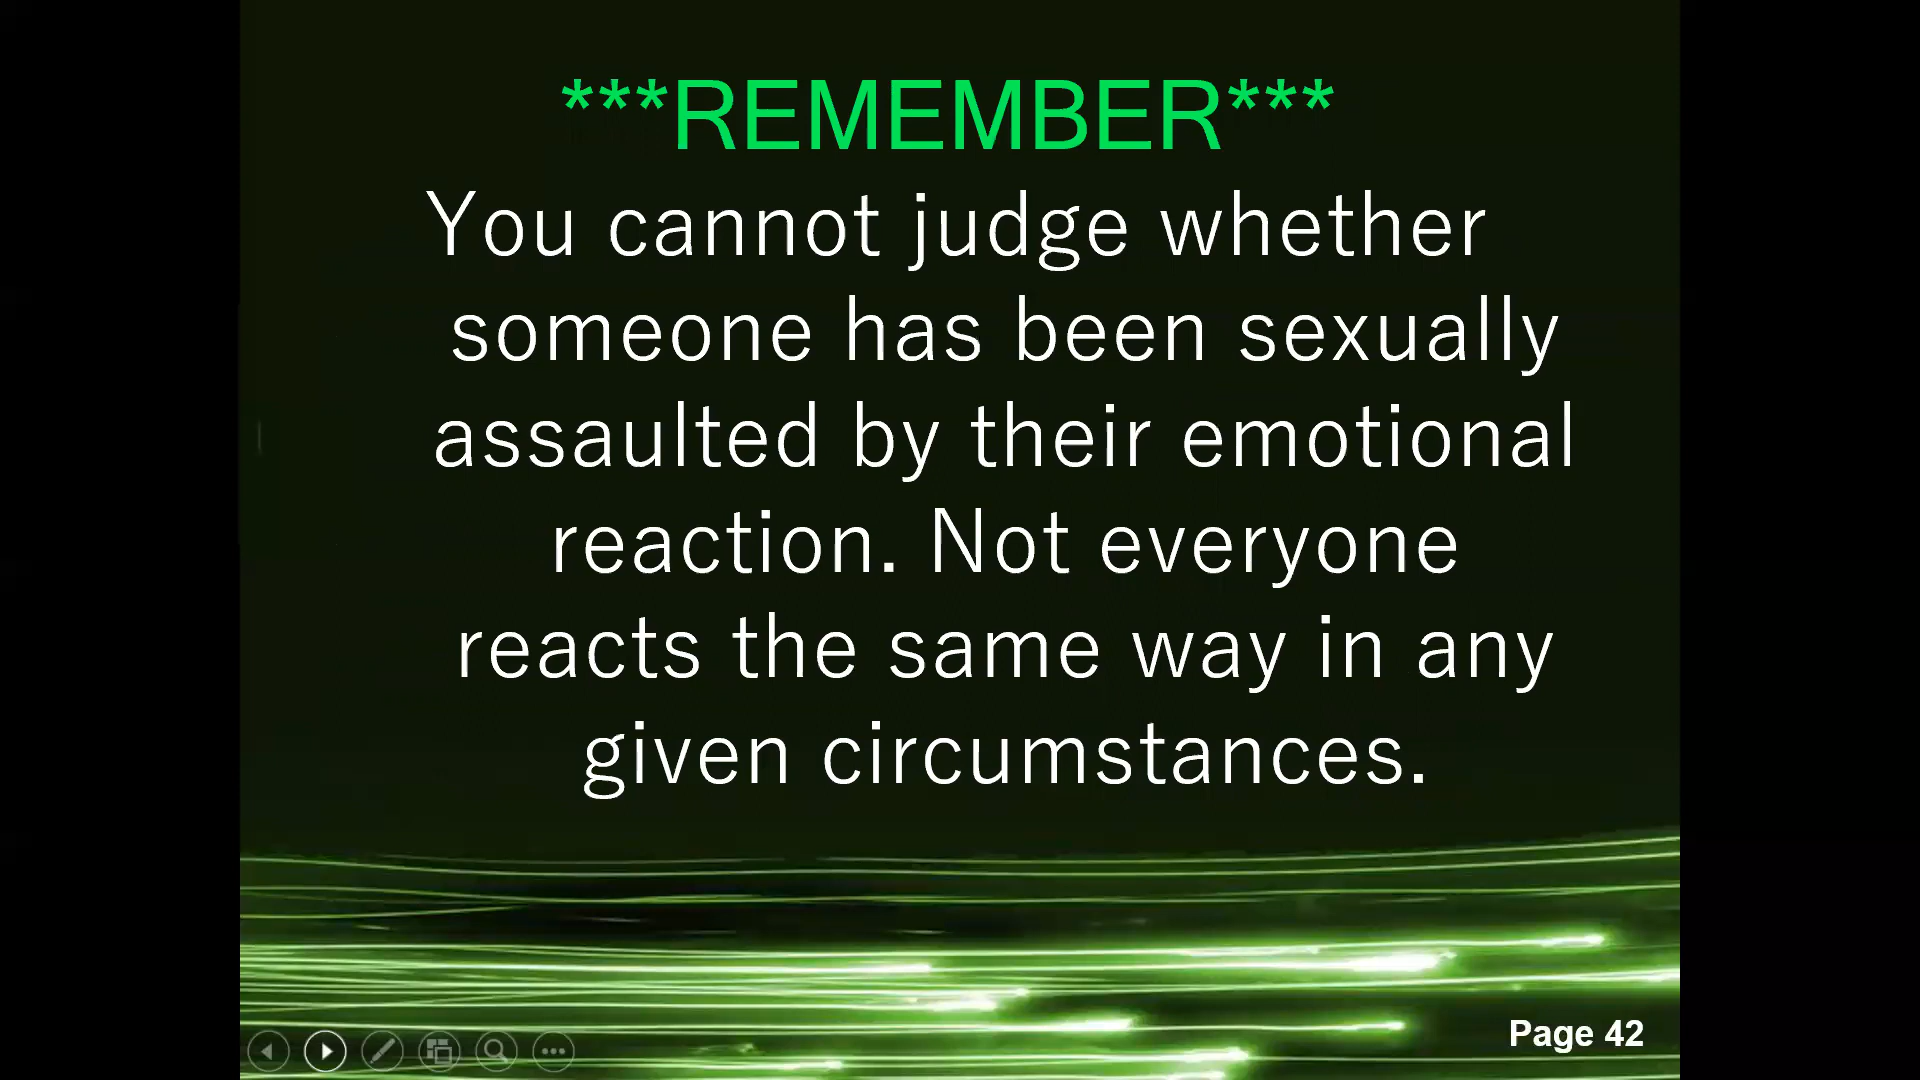 ***REMEMBER***
You cannot judge whether
someone has been sexually
assaulted by their emotional
reaction. Not everyone
reacts the same way in any
given circumstances.
Page 42